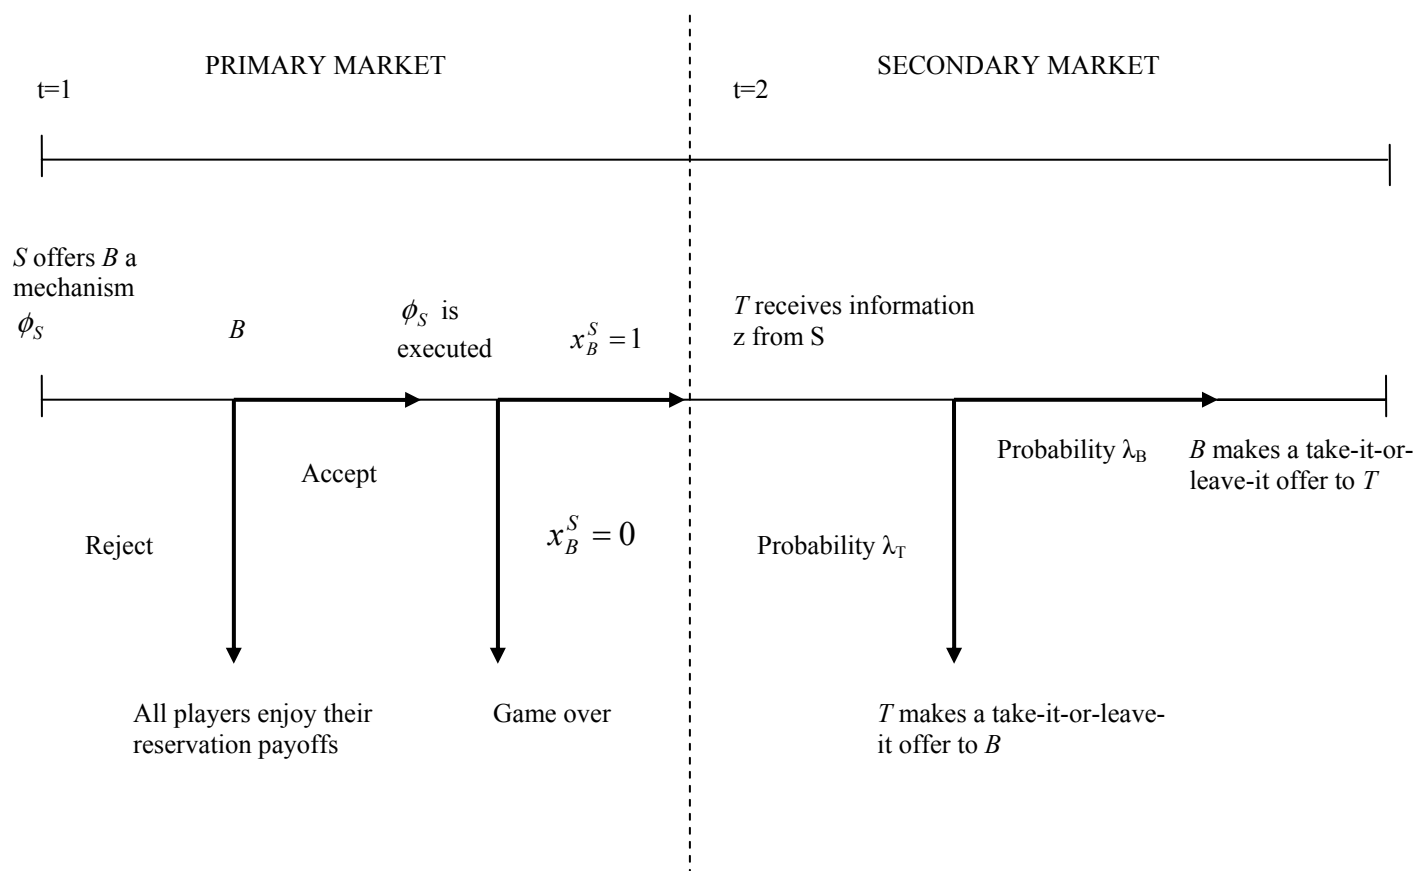 PRIMARY MARKET
SECONDARY MARKET
t=1
t=2
S offers B a
mechanism
ϕ_S
B
ϕ_S is
executed
x_B^S = 1
T receives information
z from S
Accept
Reject
x_B^S = 0
Probability λ_B
B makes a take-it-or-
leave-it offer to T
Probability λ_T
All players enjoy their
reservation payoffs
Game over
T makes a take-it-or-leave-
it offer to B